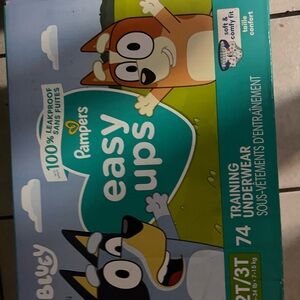 soft &
comfy fit
taille
confort
100% LEAKPROOF
SANS FUITES
Pampers
easy
ups
BLUEY
74
TRAINING
UNDERWEAR
SOUS-VÊTEMENTS D'ENTRAÎNEMENT
2T/3T